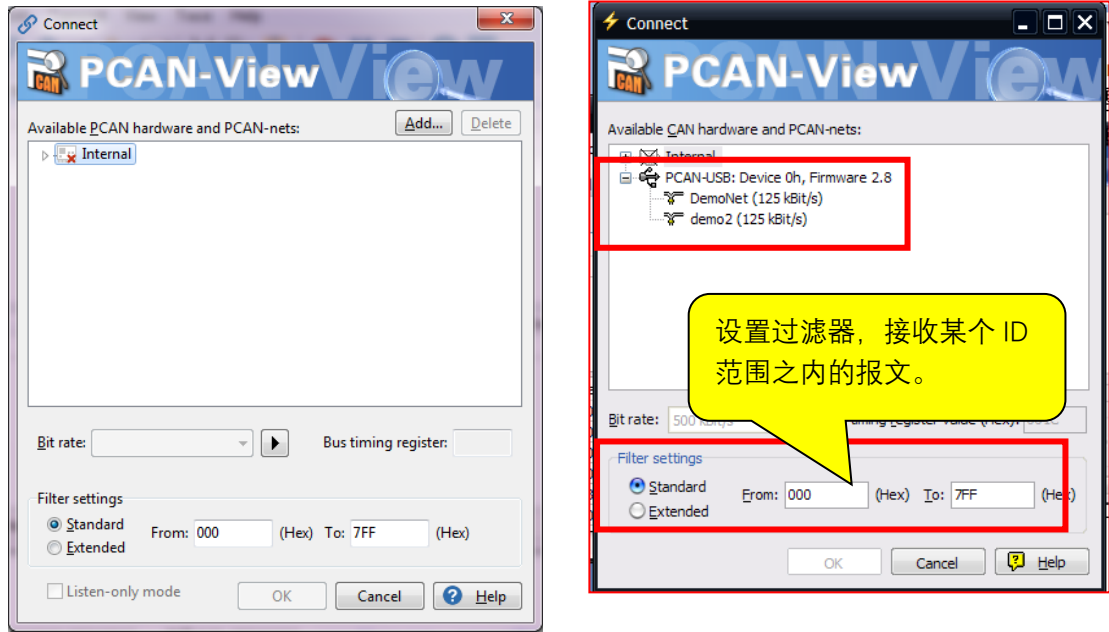 Connect
PCAN-View
Available PCAN hardware and PCAN-nets:
Add...
Delete
Internal
Bit rate:
Bus timing register:
Filter settings
Standard
Extended
From: 000 (Hex) To: 7FF (Hex)
Listen-only mode
OK
Cancel
Help
Connect
PCAN-View
Available CAN hardware and PCAN-nets:
Internal
PCAN-USB: Device 0h, Firmware 2.8
DemoNet (125 kBit/s)
demo2 (125 kBit/s)
设置过滤器，接收某个 ID
范围之内的报文。
Bit rate: 500 kBit/s
Filter settings
Standard
Extended
From: 000 (Hex) To: 7FF (Hex)
OK
Cancel
Help